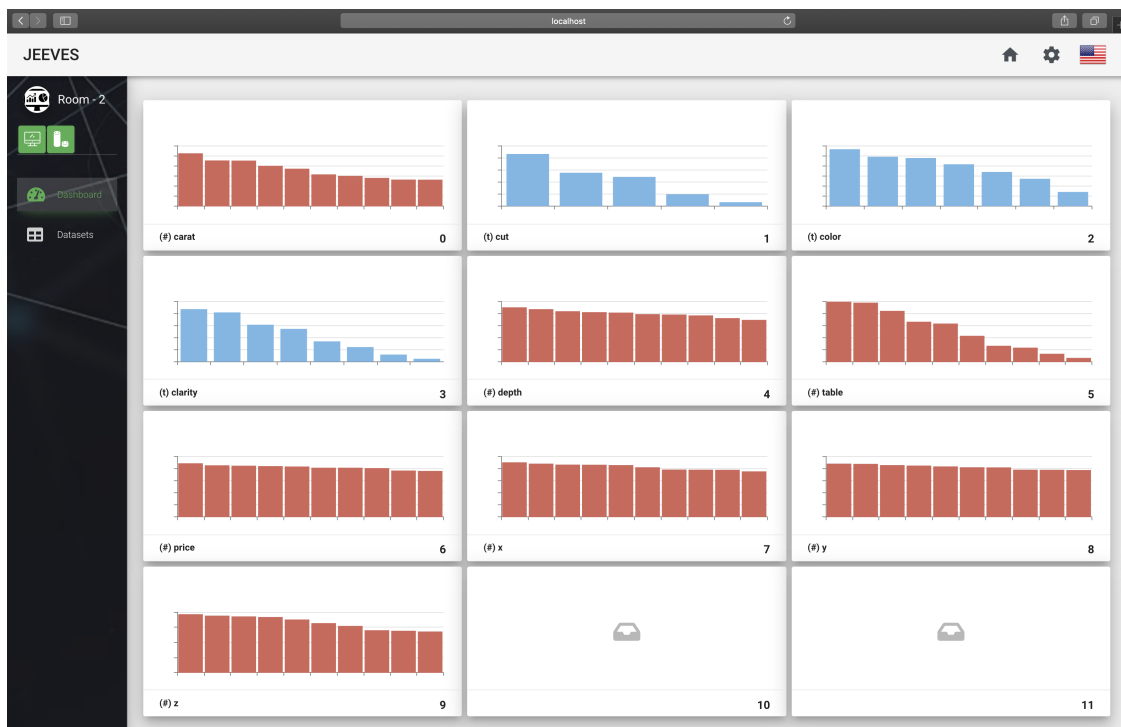 localhost
JEEVES
Room - 2
Dashboard
Datasets
(#) carat 0
(t) cut 1
(t) color 2
(t) clarity 3
(#) depth 4
(#) table 5
(#) price 6
(#) x 7
(#) y 8
(#) z 9
10
11